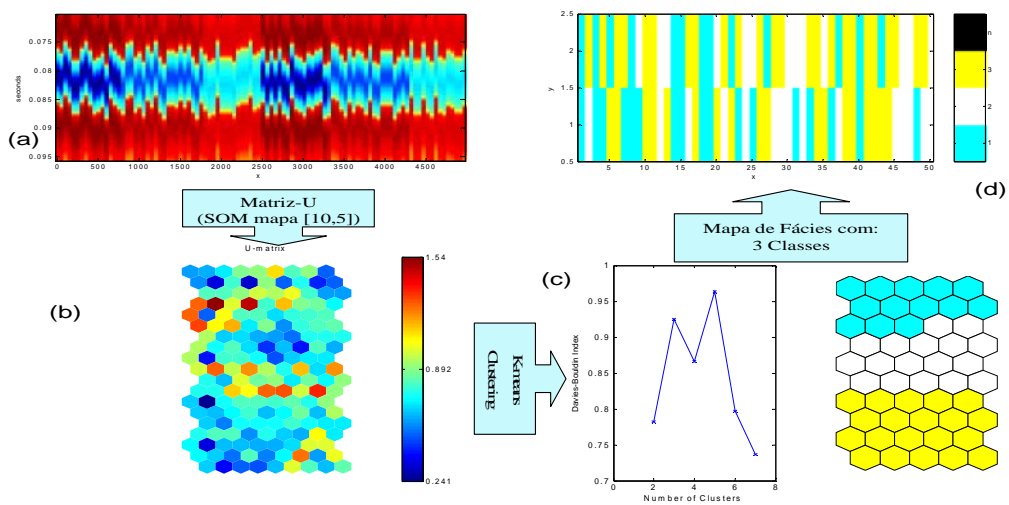 (a)
seconds
0.075
0.08
0.085
0.09
0.095
0 500 1000 1500 2000 2500 3000 3500 4000 4500
x
Matriz-U
(SOM mapa [10,5])
U-matrix
(b)
1.54
0.892
0.241
K-means
Clustering
(c)
Davies-Bouldin Index
1
0.95
0.9
0.85
0.8
0.75
0.7
0 2 4 6 8
Number of Clusters
Mapa de Fácies com:
3 Classes
(d)
y
2.5
2
1.5
1
0.5
5 10 15 20 25 30 35 40 45 50
x
n
3
2
1